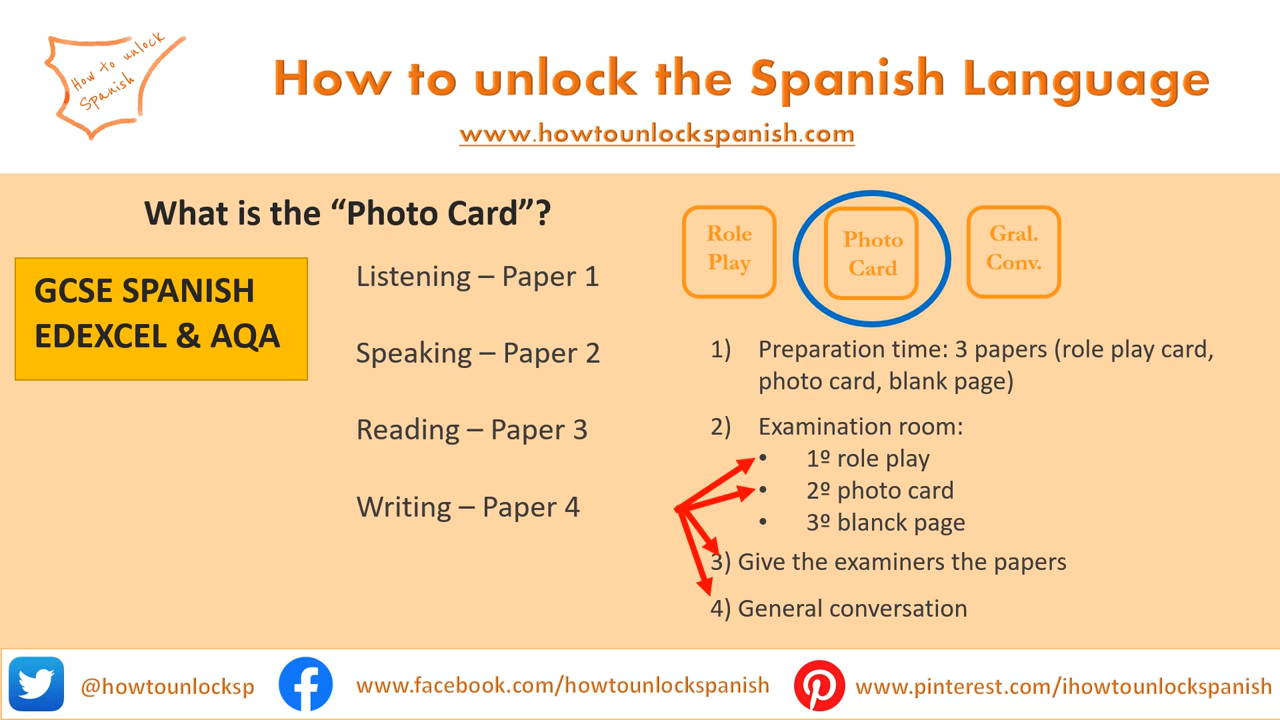 How to unlock
Spanish
How to unlock the Spanish Language
www.howtounlockspanish.com
What is the “Photo Card”?
GCSE SPANISH
EDEXCEL & AQA
Listening – Paper 1
Speaking – Paper 2
Reading – Paper 3
Writing – Paper 4
Role
Play
Photo
Card
Gral.
Conv.
1) Preparation time: 3 papers (role play card,
photo card, blank page)
2) Examination room:
• 1º role play
• 2º photo card
• 3º blanck page
3) Give the examiners the papers
4) General conversation
@howtounlocksp
www.facebook.com/howtounlockspanish
www.pinterest.com/ihowtounlockspanish